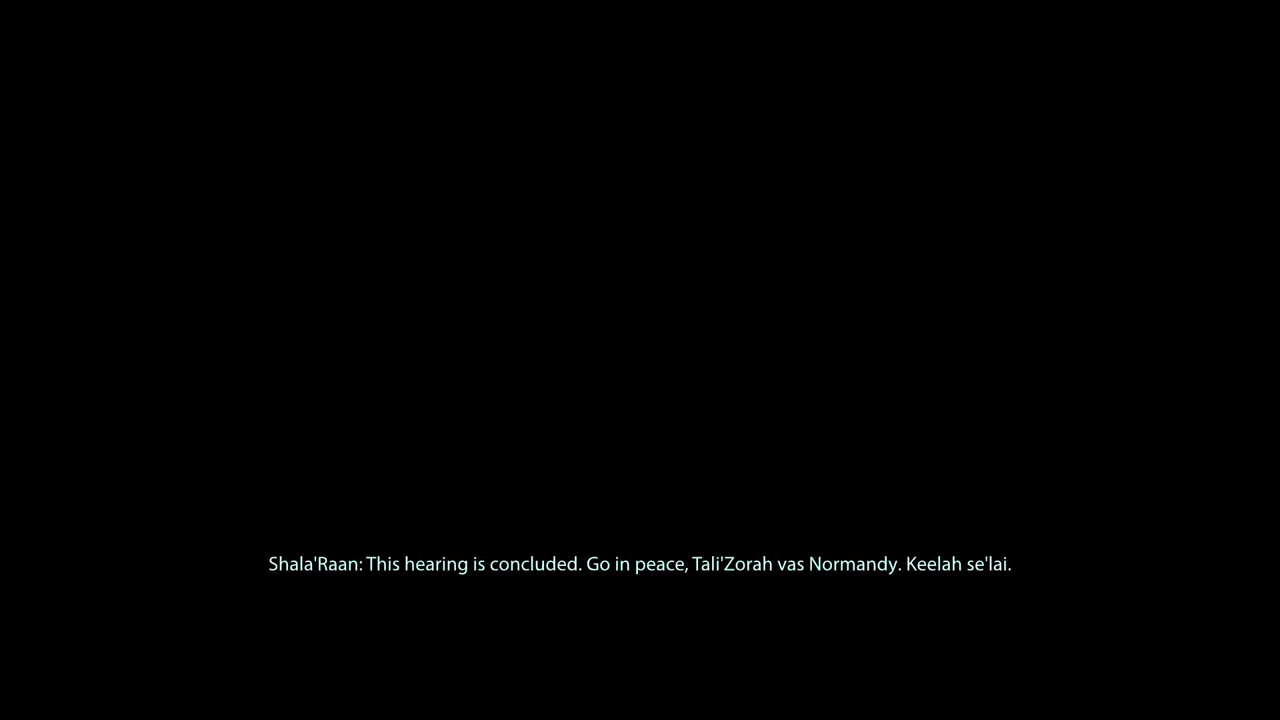 Shala'Raan: This hearing is concluded. Go in peace, Tali'Zorah vas Normandy. Keelah se'lai.